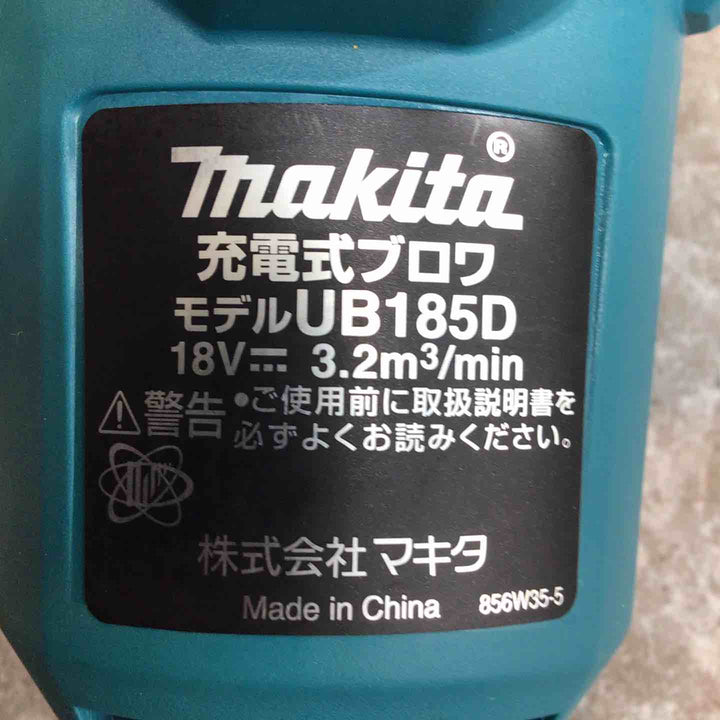 makita®
充電式ブロワ
モデルUB185D
18V⎓ 3.2m³/min
⚠警告 •ご使用前に取扱説明書を
必ずよくお読みください。
株式会社マキタ
Made in China 856W35-5